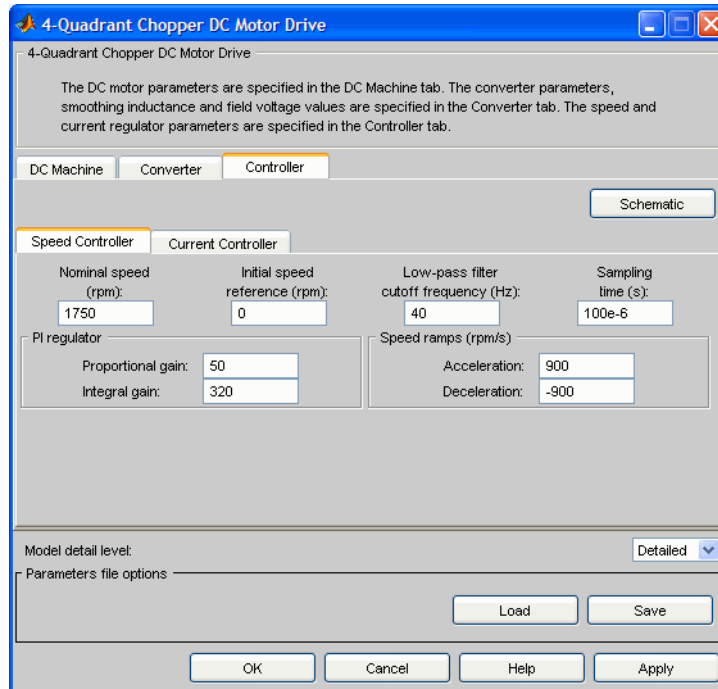 4-Quadrant Chopper DC Motor Drive
4-Quadrant Chopper DC Motor Drive
The DC motor parameters are specified in the DC Machine tab. The converter parameters,
smoothing inductance and field voltage values are specified in the Converter tab. The speed and
current regulator parameters are specified in the Controller tab.
DC Machine Converter Controller
Schematic
Speed Controller Current Controller
Nominal speed (rpm): Initial speed reference (rpm): Low-pass filter cutoff frequency (Hz): Sampling time (s):
1750 0 40 100e-6
PI regulator Speed ramps (rpm/s)
Proportional gain: 50 Acceleration: 900
Integral gain: 320 Deceleration: -900
Model detail level: Detailed
Parameters file options
Load Save
OK Cancel Help Apply